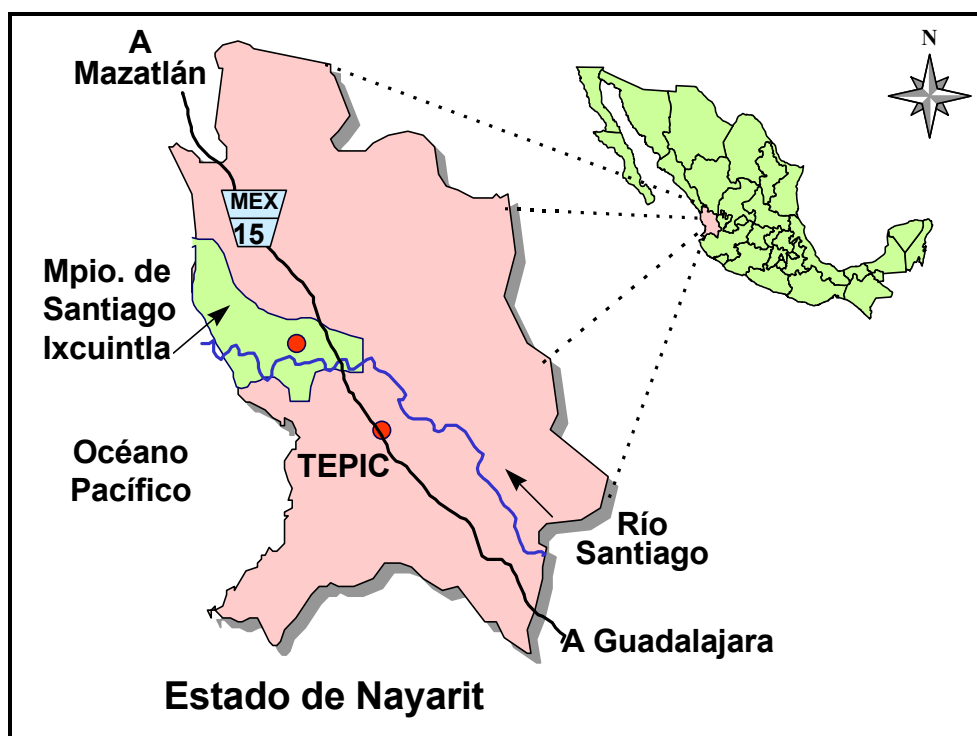 A
Mazatlán
N
MEX
15
Mpio. de
Santiago
Ixcuintla
Océano
Pacífico
TEPIC
Río
Santiago
A Guadalajara
Estado de Nayarit